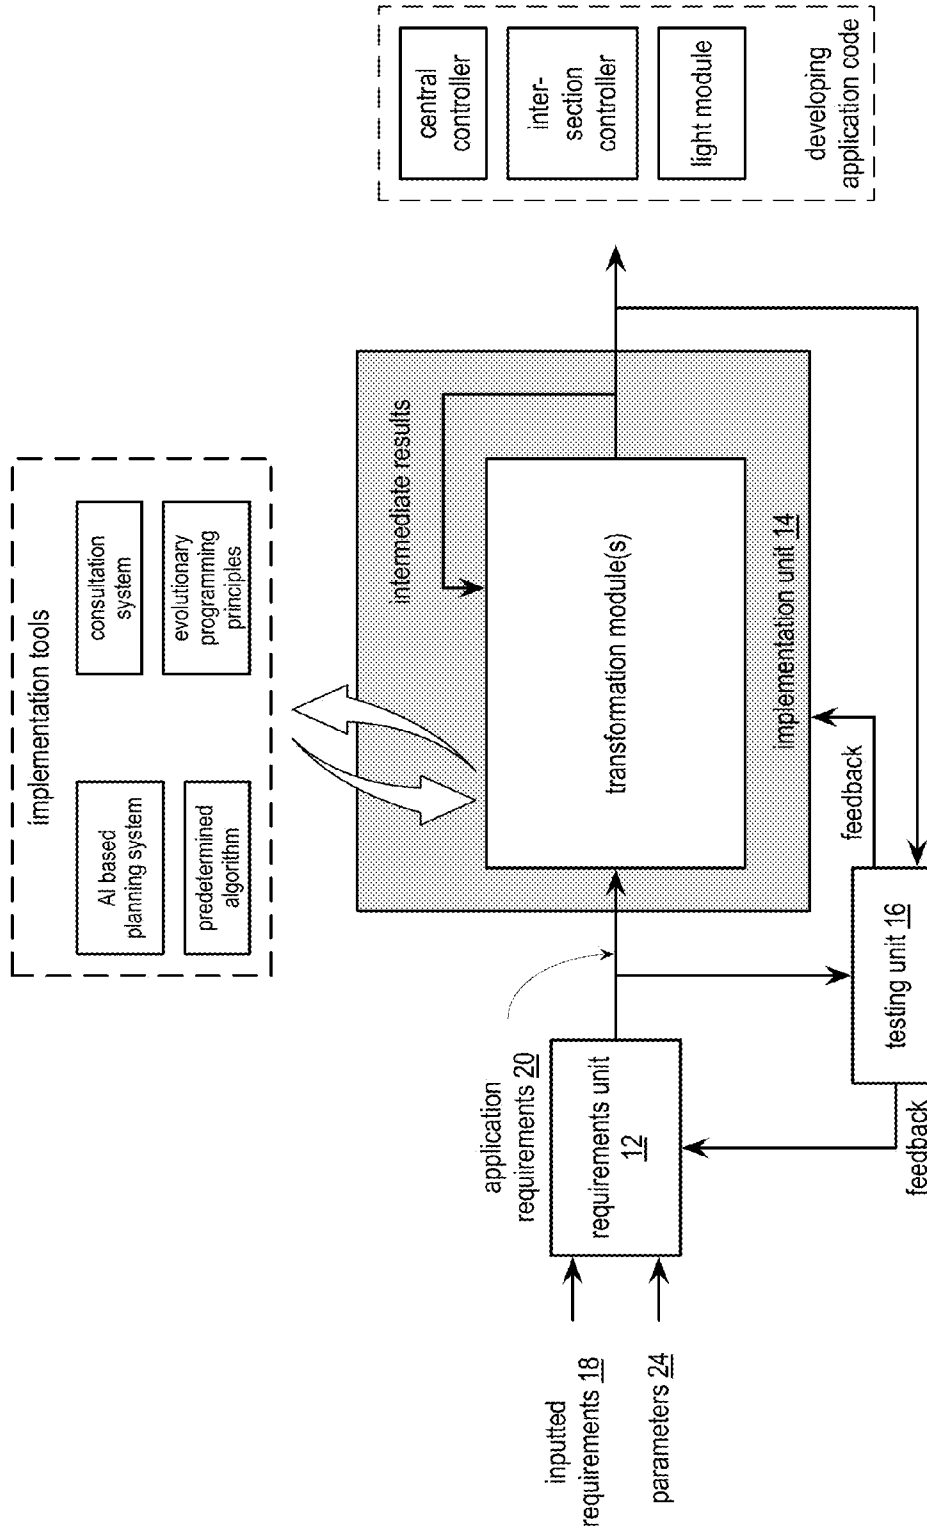 implementation tools
AI based
planning system
consultation
system
predetermined
algorithm
evolutionary
programming
principles
intermediate results
transformation module(s)
implementation unit 14
application
requirements 20
requirements unit
12
inputted
requirements 18
parameters 24
feedback
testing unit 16
feedback
central
controller
inter-
section
controller
light module
developing
application code